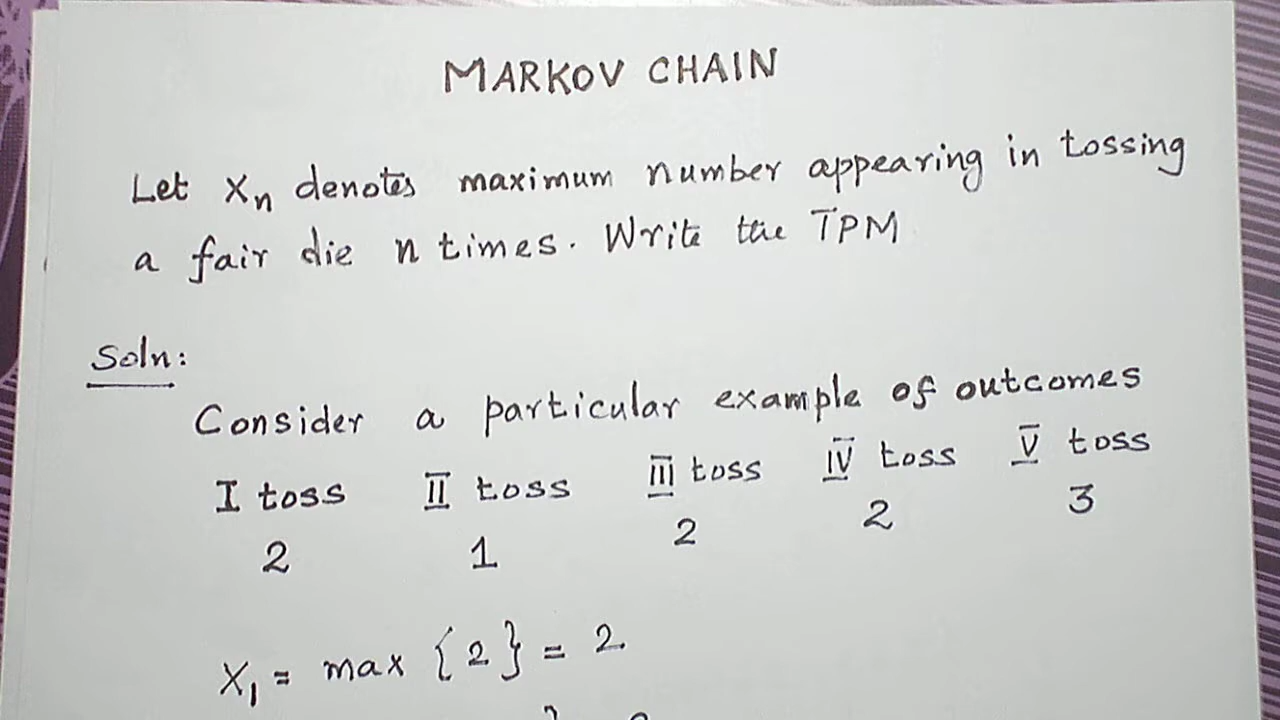 MARKOV CHAIN
Let Xn denotes maximum number appearing in tossing
a fair die n times. Write the TPM
Soln:
Consider a particular example of outcomes
I toss II toss III toss IV toss V toss
2 1 2 2 3
X1 = max {2} = 2